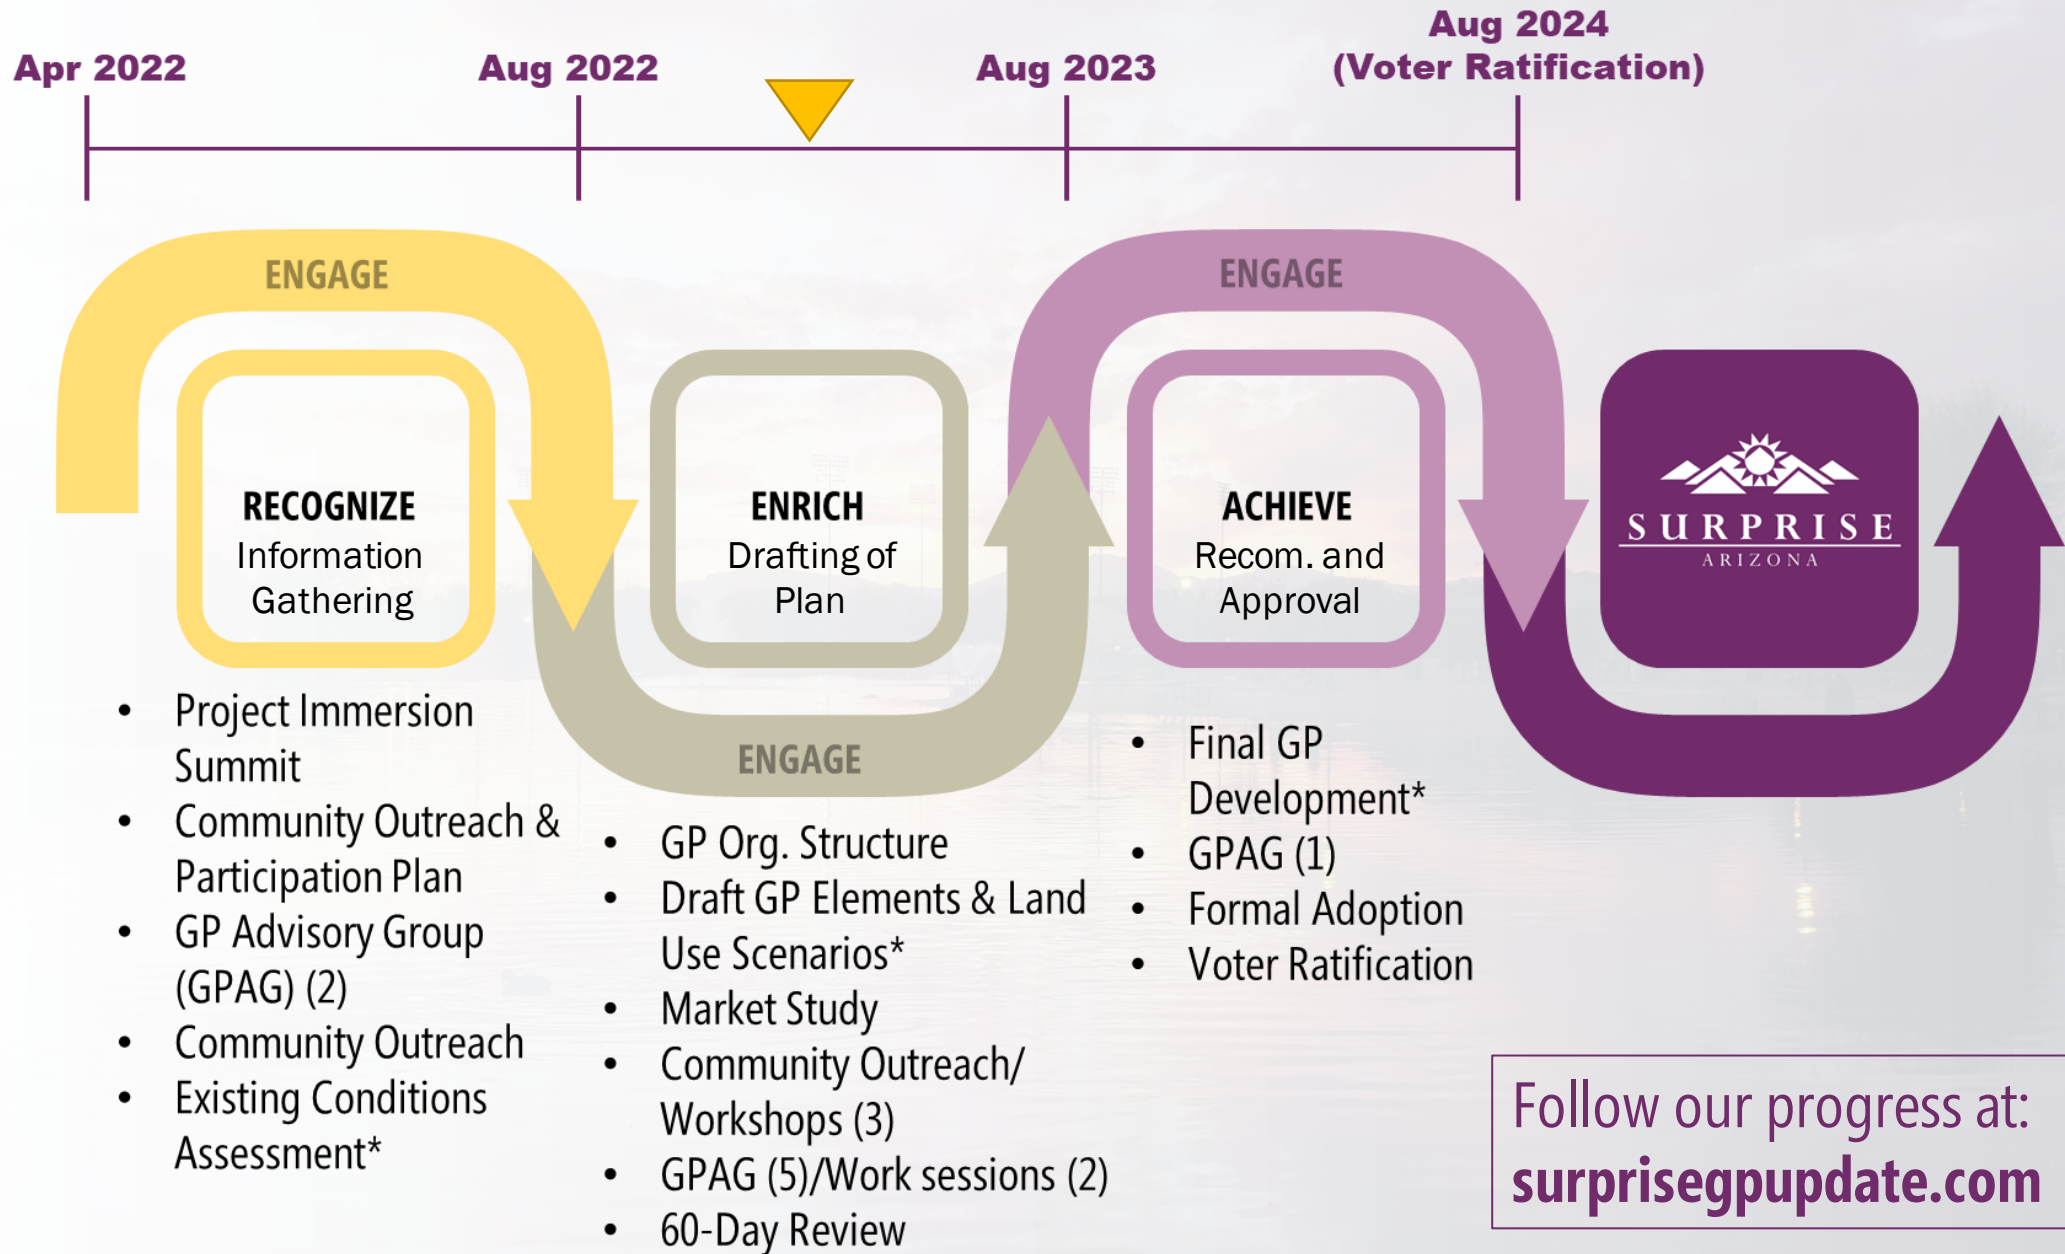 Apr 2022
Aug 2022
Aug 2023
Aug 2024
(Voter Ratification)
ENGAGE
RECOGNIZE
Information
Gathering
• Project Immersion
Summit
• Community Outreach &
Participation Plan
• GP Advisory Group
(GPAG) (2)
• Community Outreach
• Existing Conditions
Assessment*
ENRICH
Drafting of
Plan
ENGAGE
• GP Org. Structure
• Draft GP Elements & Land
Use Scenarios*
• Market Study
• Community Outreach/
Workshops (3)
• GPAG (5)/Work sessions (2)
• 60-Day Review
ENGAGE
ACHIEVE
Recom. and
Approval
• Final GP
Development*
• GPAG (1)
• Formal Adoption
• Voter Ratification
SURPRISE
ARIZONA
Follow our progress at:
surprisegpupdate.com